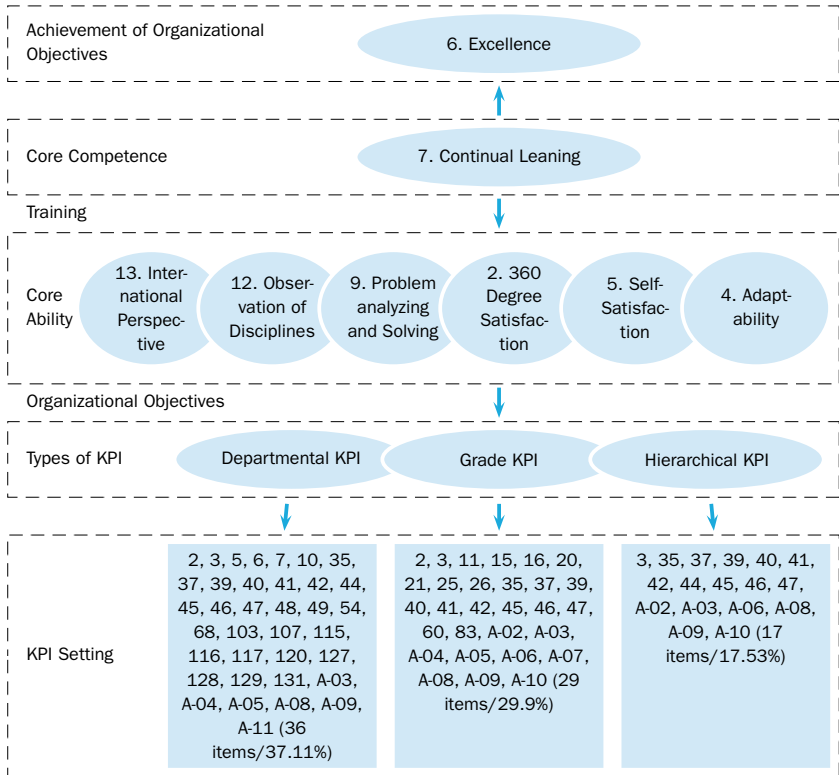 Achievement of Organizational
Objectives
6. Excellence
Core Competence
7. Continual Leaning
Training
Core
Ability
13. Inter-
national
Perspec-
tive
12. Obser-
vation of
Disciplines
9. Problem
analyzing
and Solving
2. 360
Degree
Satisfac-
tion
5. Self-
Satisfac-
tion
4. Adapt-
ability
Organizational Objectives
Types of KPI
Departmental KPI
Grade KPI
Hierarchical KPI
KPI Setting
2, 3, 5, 6, 7, 10, 35,
37, 39, 40, 41, 42, 44,
45, 46, 47, 48, 49, 54,
68, 103, 107, 115,
116, 117, 120, 127,
128, 129, 131, A-03,
A-04, A-05, A-08, A-09,
A-11 (36
items/37.11%)
2, 3, 11, 15, 16, 20,
21, 25, 26, 35, 37, 39,
40, 41, 42, 45, 46, 47,
60, 83, A-02, A-03,
A-04, A-05, A-06, A-07,
A-08, A-09, A-10 (29
items/29.9%)
3, 35, 37, 39, 40, 41,
42, 44, 45, 46, 47,
A-02, A-03, A-06, A-08,
A-09, A-10 (17
items/17.53%)